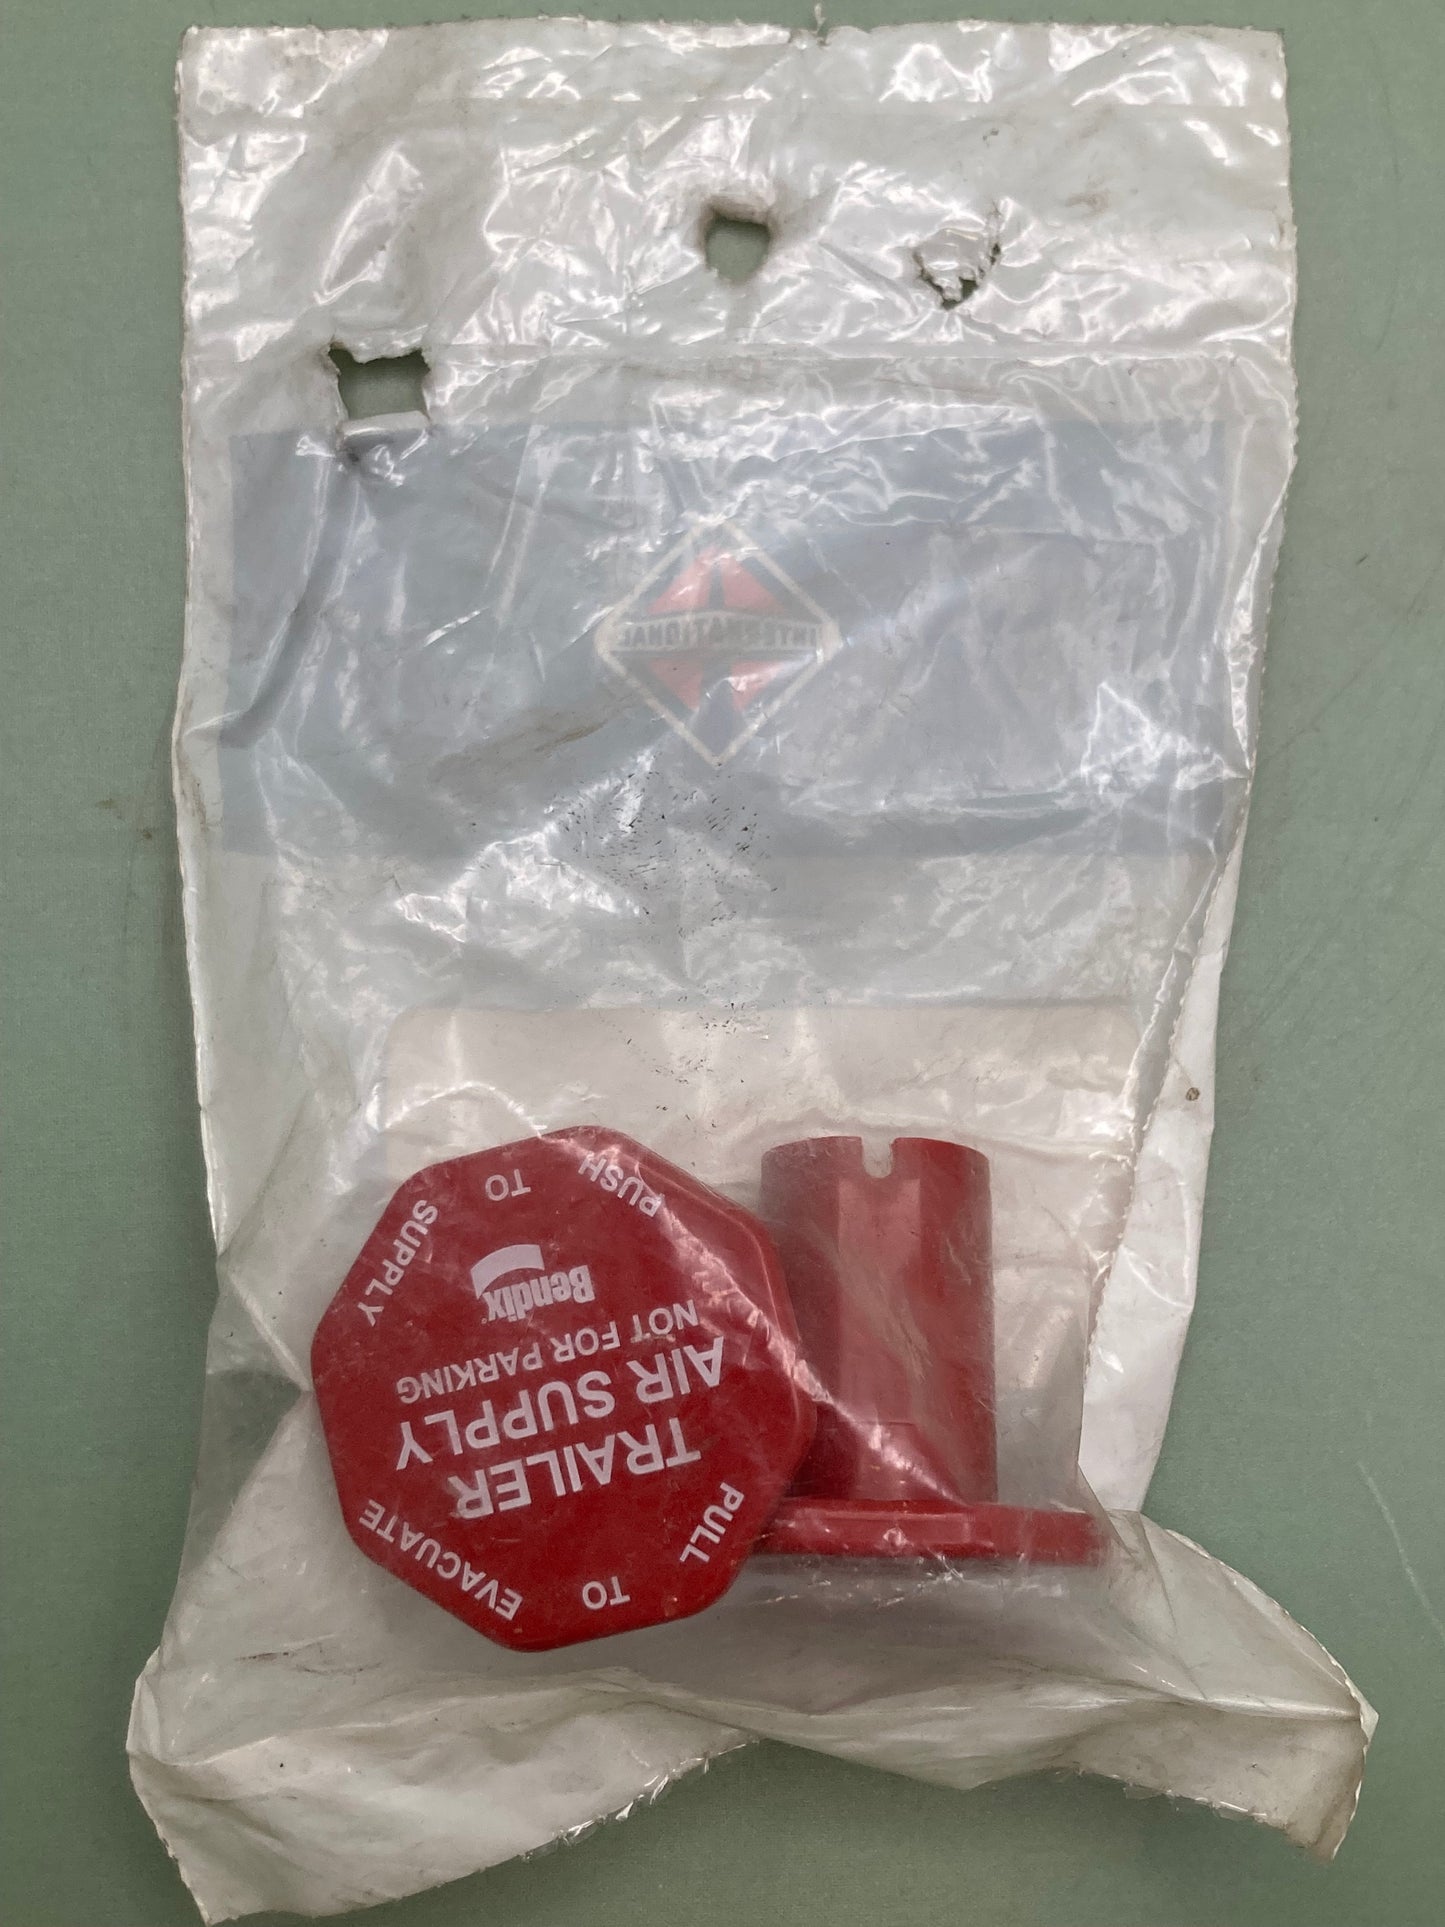 INTERNATIONAL
PULL
TO
EVACUATE
TRAILER
AIR SUPPLY
NOT FOR PARKING
Bendix
PUSH
TO
SUPPLY